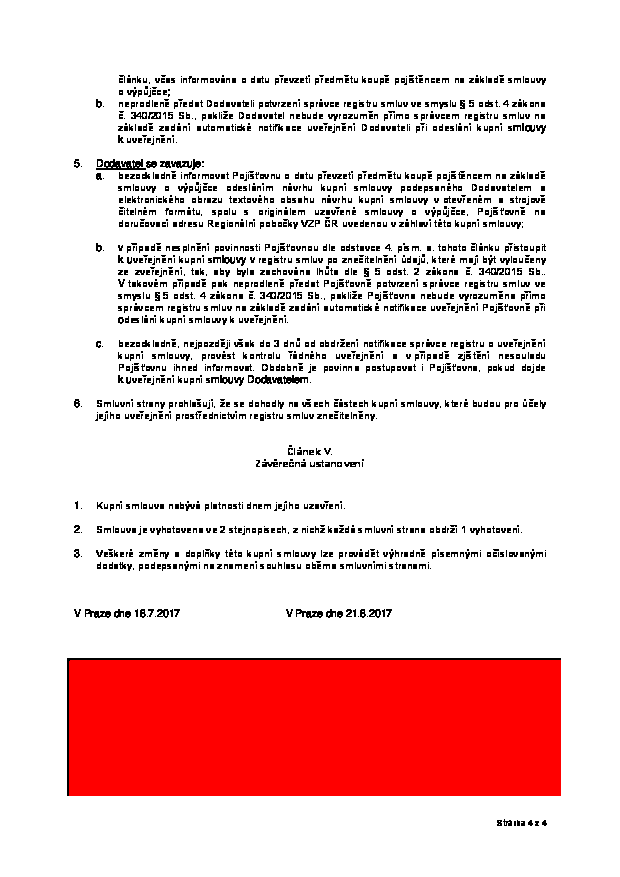 článku, včas informována o datu převzetí předmětu koupě pojištěncem na základě smlouvy
o výpůjčce;
b. neprodleně předat Dodavateli potvrzení správce registru smluv ve smyslu § 5 odst. 4 zákona
č. 340/2015 Sb., pakliže Dodavatel nebude vyrozuměn přímo správcem registru smluv na
základě zadání automatické notifikace uveřejnění Dodavateli při odeslání kupní smlouvy
k uveřejnění.
5. Dodavatel se zavazuje:
a. bezodkladně informovat Pojišťovnu o datu převzetí předmětu koupě pojištěncem na základě
smlouvy o výpůjčce odesláním návrhu kupní smlouvy podepsaného Dodavatelem a
elektronického obrazu textového obsahu návrhu kupní smlouvy v otevřeném a strojově
čitelném formátu, spolu s originálem uzavřené smlouvy o výpůjčce, Pojišťovně na
doručovací adresu Regionální pobočky VZP ČR uvedenou v záhlaví této kupní smlouvy;
b. v případě nesplnění povinnosti Pojišťovnou dle odstavce 4. písm. a. tohoto článku přistoupit
k uveřejnění kupní smlouvy v registru smluv po znečitelnění údajů, které mají být vyloučeny
ze zveřejnění, tak, aby byla zachována lhůta dle § 5 odst. 2 zákona č. 340/2015 Sb..
V takovém případě pak neprodleně předat Pojišťovně potvrzení správce registru smluv ve
smyslu § 5 odst. 4 zákona č. 340/2015 Sb., pakliže Pojišťovna nebude vyrozuměna přímo
správcem registru smluv na základě zadání automatické notifikace uveřejnění Pojišťovně při
odeslání kupní smlouvy k uveřejnění.
c. bezodkladně, nejpozději však do 3 dnů od obdržení notifikace správce registru o uveřejnění
kupní smlouvy, provést kontrolu řádného uveřejnění a v případě zjištění nesouladu
Pojišťovnu ihned informovat. Obdobně je povinna postupovat i Pojišťovna, pokud dojde
k uveřejnění kupní smlouvy Dodavatelem.
6. Smluvní strany prohlašují, že se dohodly na všech částech kupní smlouvy, které budou pro účely
jejího uveřejnění prostřednictvím registru smluv znečitelněny.
Článek V.
Závěrečná ustanovení
1. Kupní smlouva nabývá platnosti dnem jejího uzavření.
2. Smlouva je vyhotovena ve 2 stejnopisech, z nichž každá smluvní strana obdrží 1 vyhotovení.
3. Veškeré změny a doplňky této kupní smlouvy lze provádět výhradně písemnými očíslovanými
dodatky, podepsanými na znamení souhlasu oběma smluvními stranami.
V Praze dne 18.7.2017 V Praze dne 21.8.2017
Stránka 4 z 4